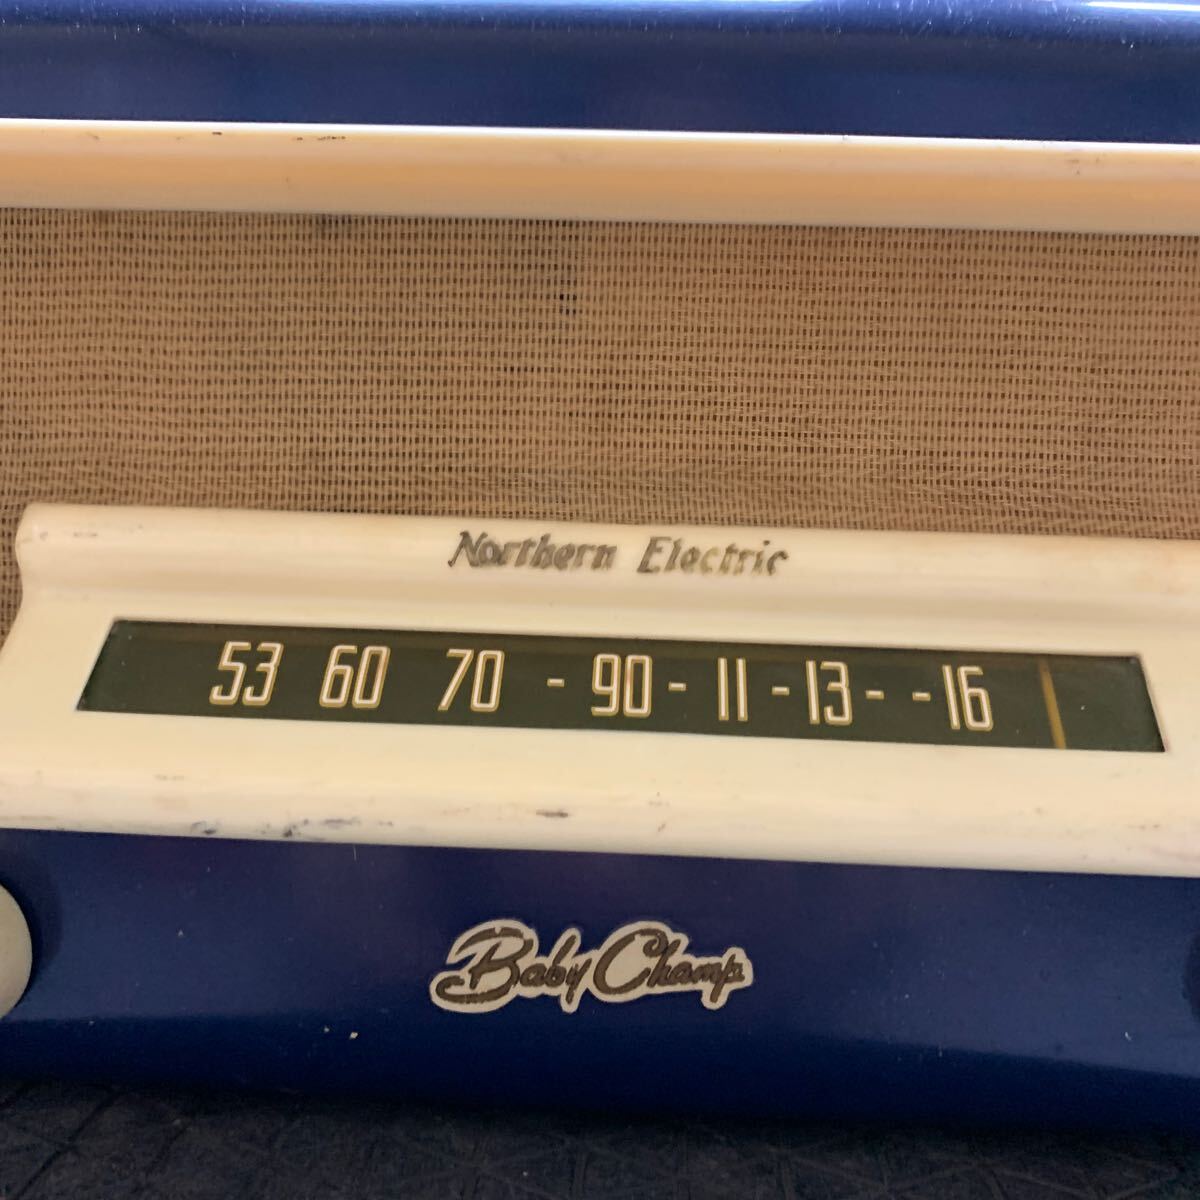 Northern Electric
53 60 70 - 90 - 11 - 13 - - 16
Baby Champ